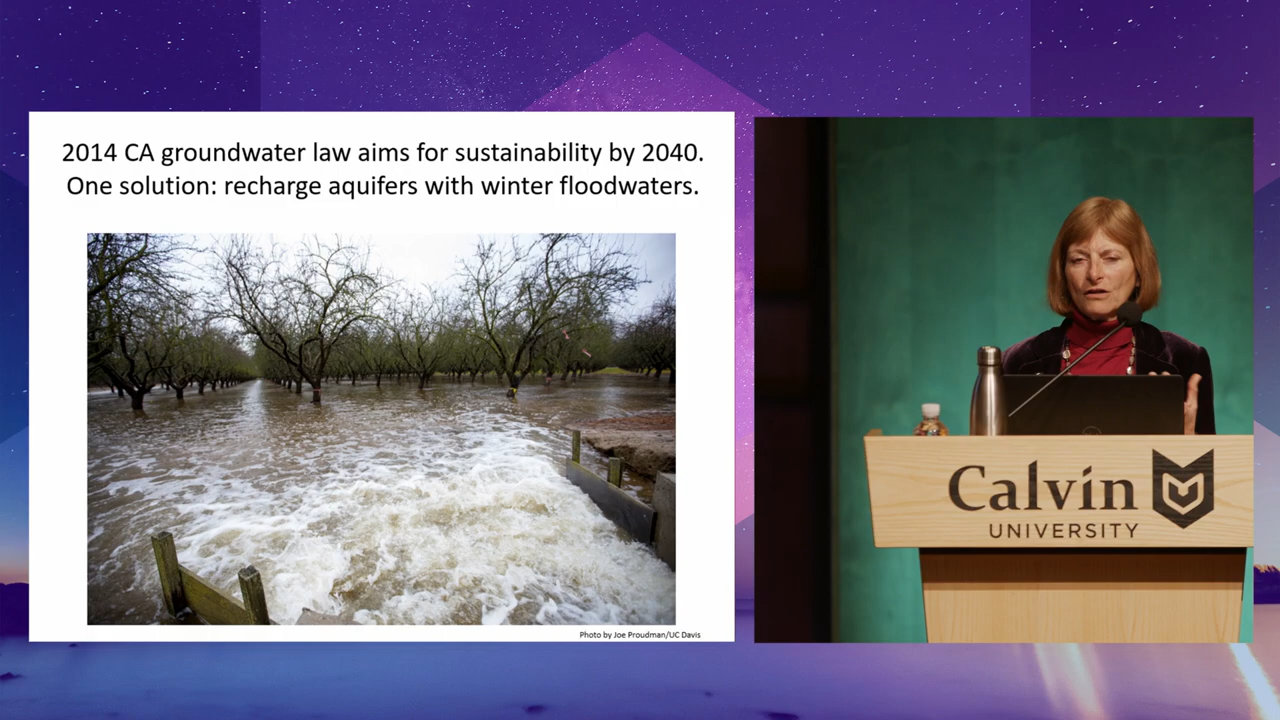 2014 CA groundwater law aims for sustainability by 2040.
One solution: recharge aquifers with winter floodwaters.
Photo by Joe Proudman/UC Davis
Calvin
UNIVERSITY